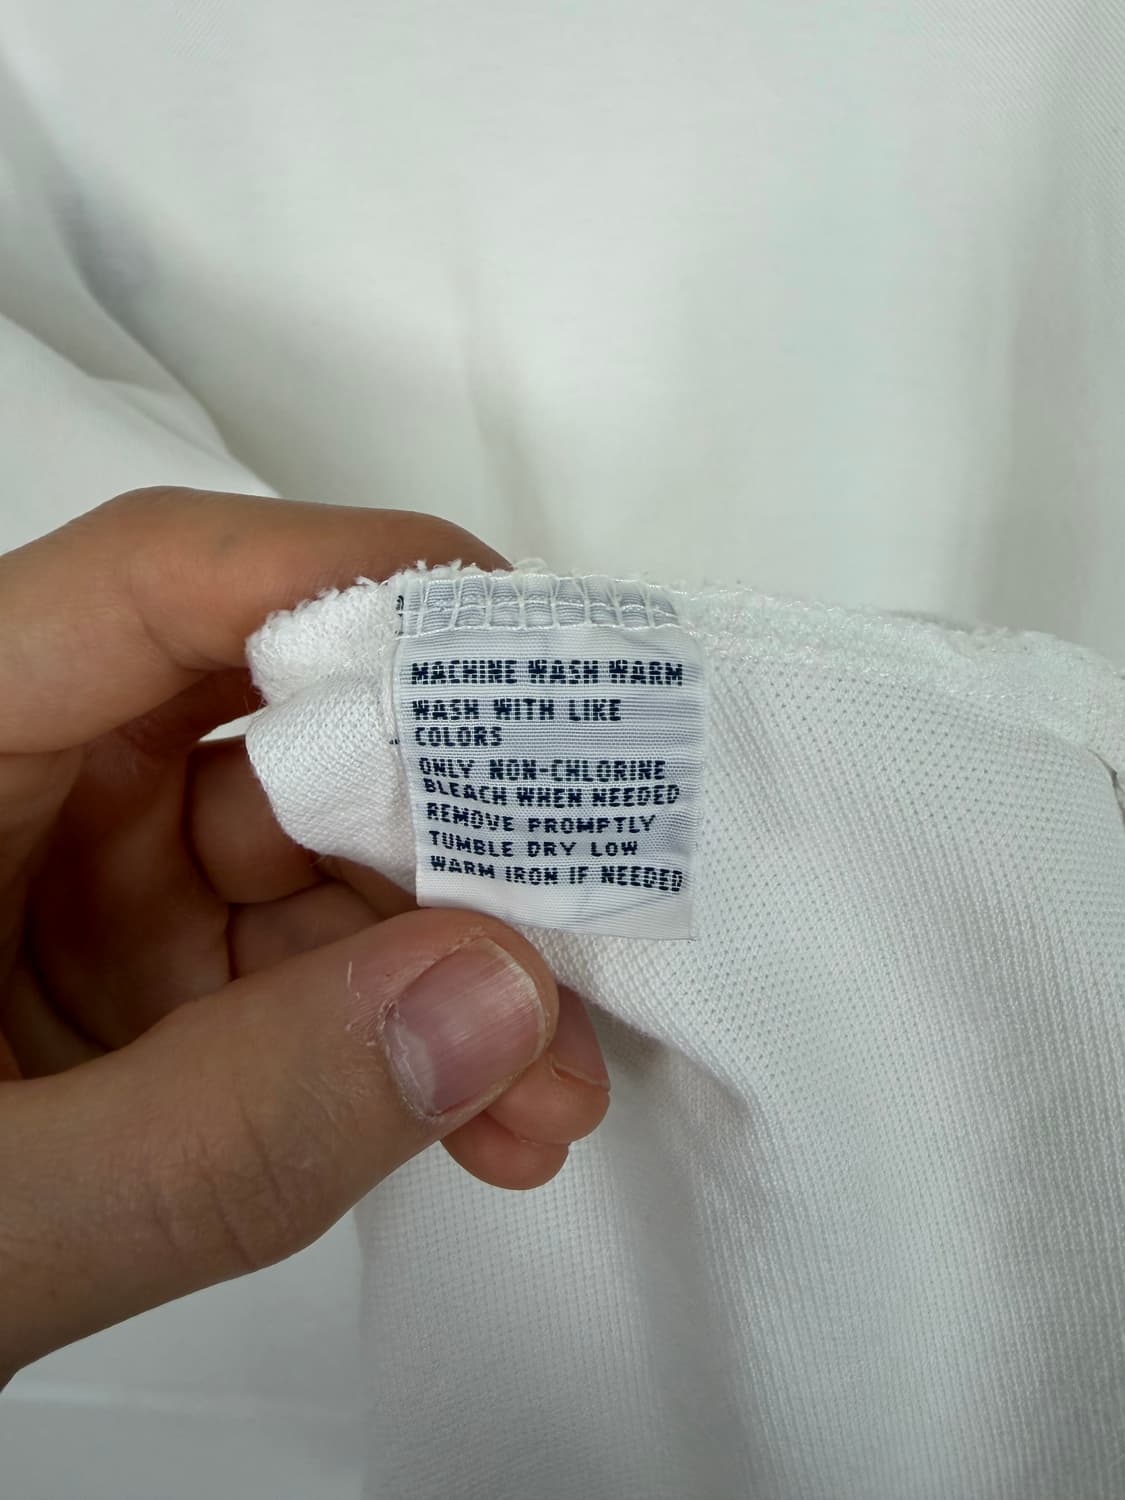 MACHINE WASH WARM
WASH WITH LIKE
COLORS
ONLY NON-CHLORINE
BLEACH WHEN NEEDED
REMOVE PROMPTLY
TUMBLE DRY LOW
WARM IRON IF NEEDED